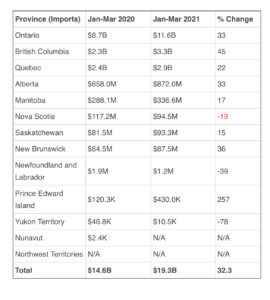 Province (Imports) Jan-Mar 2020 Jan-Mar 2021 % Change
Ontario $8.7B $11.6B 33
British Columbia $2.3B $3.3B 45
Quebec $2.4B $2.9B 22
Alberta $658.0M $872.0M 33
Manitoba $288.1M $336.6M 17
Nova Scotia $117.2M $94.5M -19
Saskatchewan $81.5M $93.3M 15
New Brunswick $64.5M $87.5M 36
Newfoundland and
Labrador $1.9M $1.2M -39
Prince Edward
Island $120.3K $430.0K 257
Yukon Territory $46.8K $10.5K -78
Nunavut $2.4K N/A N/A
Northwest Territories N/A N/A N/A
Total $14.6B $19.3B 32.3